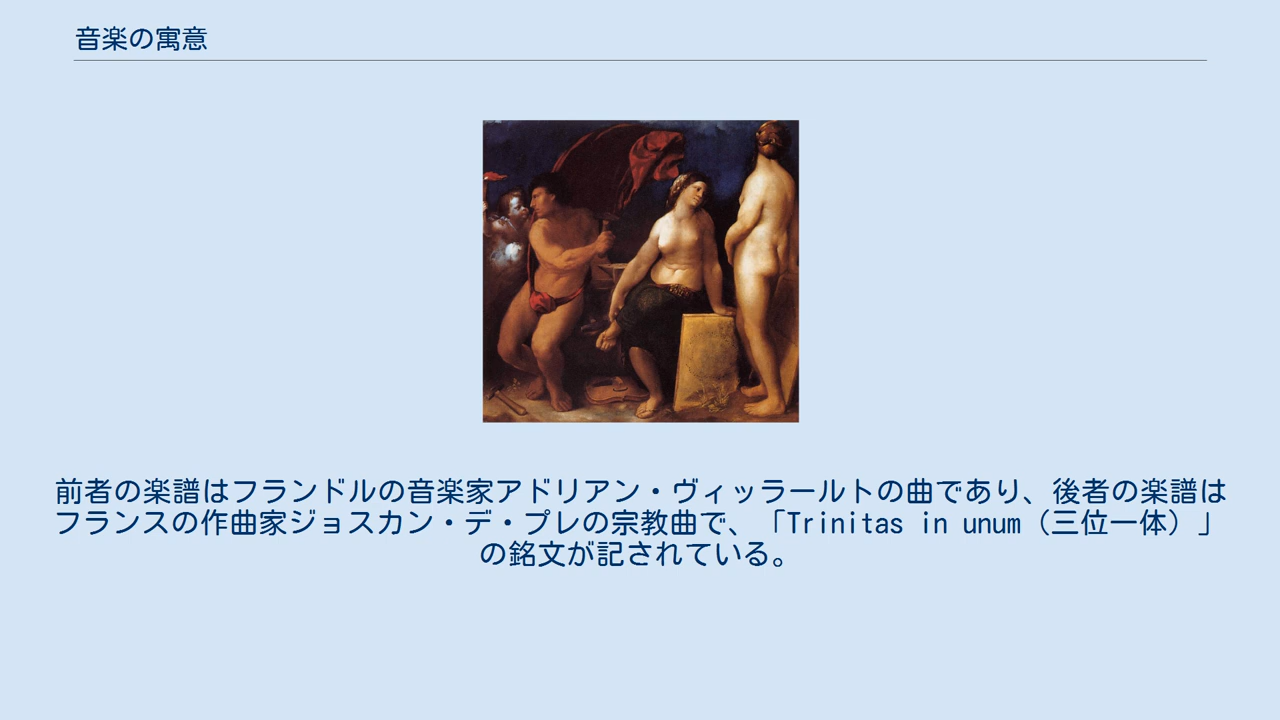 音楽の寓意
前者の楽譜はフランドルの音楽家アドリアン・ヴィッラールトの曲であり、後者の楽譜は
フランスの作曲家ジョスカン・デ・プレの宗教曲で、「Trinitas in unum（三位一体）」
の銘文が記されている。